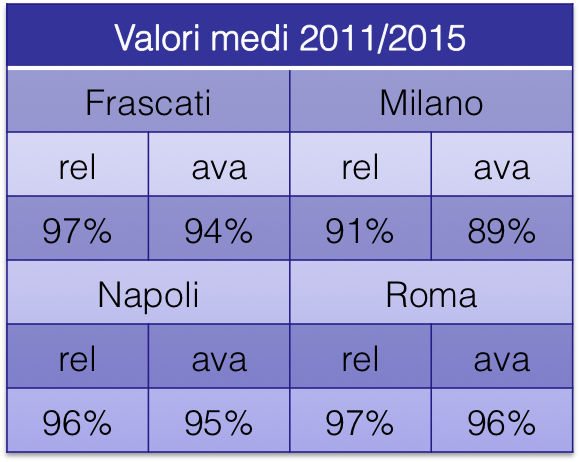 Valori medi 2011/2015
Frascati Milano
rel ava rel ava
97% 94% 91% 89%
Napoli Roma
rel ava rel ava
96% 95% 97% 96%